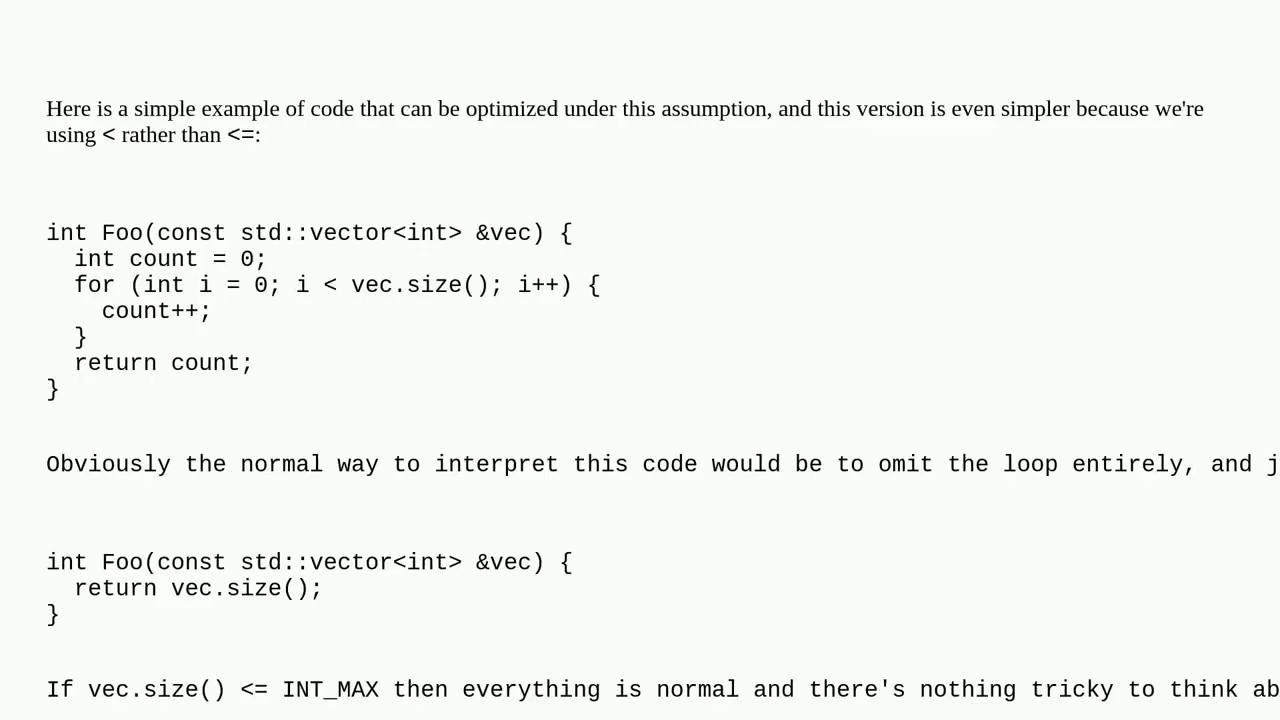 Here is a simple example of code that can be optimized under this assumption, and this version is even simpler because we're
using < rather than <=:
int Foo(const std::vector<int> &vec) {
  int count = 0;
  for (int i = 0; i < vec.size(); i++) {
    count++;
  }
  return count;
}
Obviously the normal way to interpret this code would be to omit the loop entirely, and
int Foo(const std::vector<int> &vec) {
  return vec.size();
}
If vec.size() <= INT_MAX then everything is normal and there's nothing tricky to think